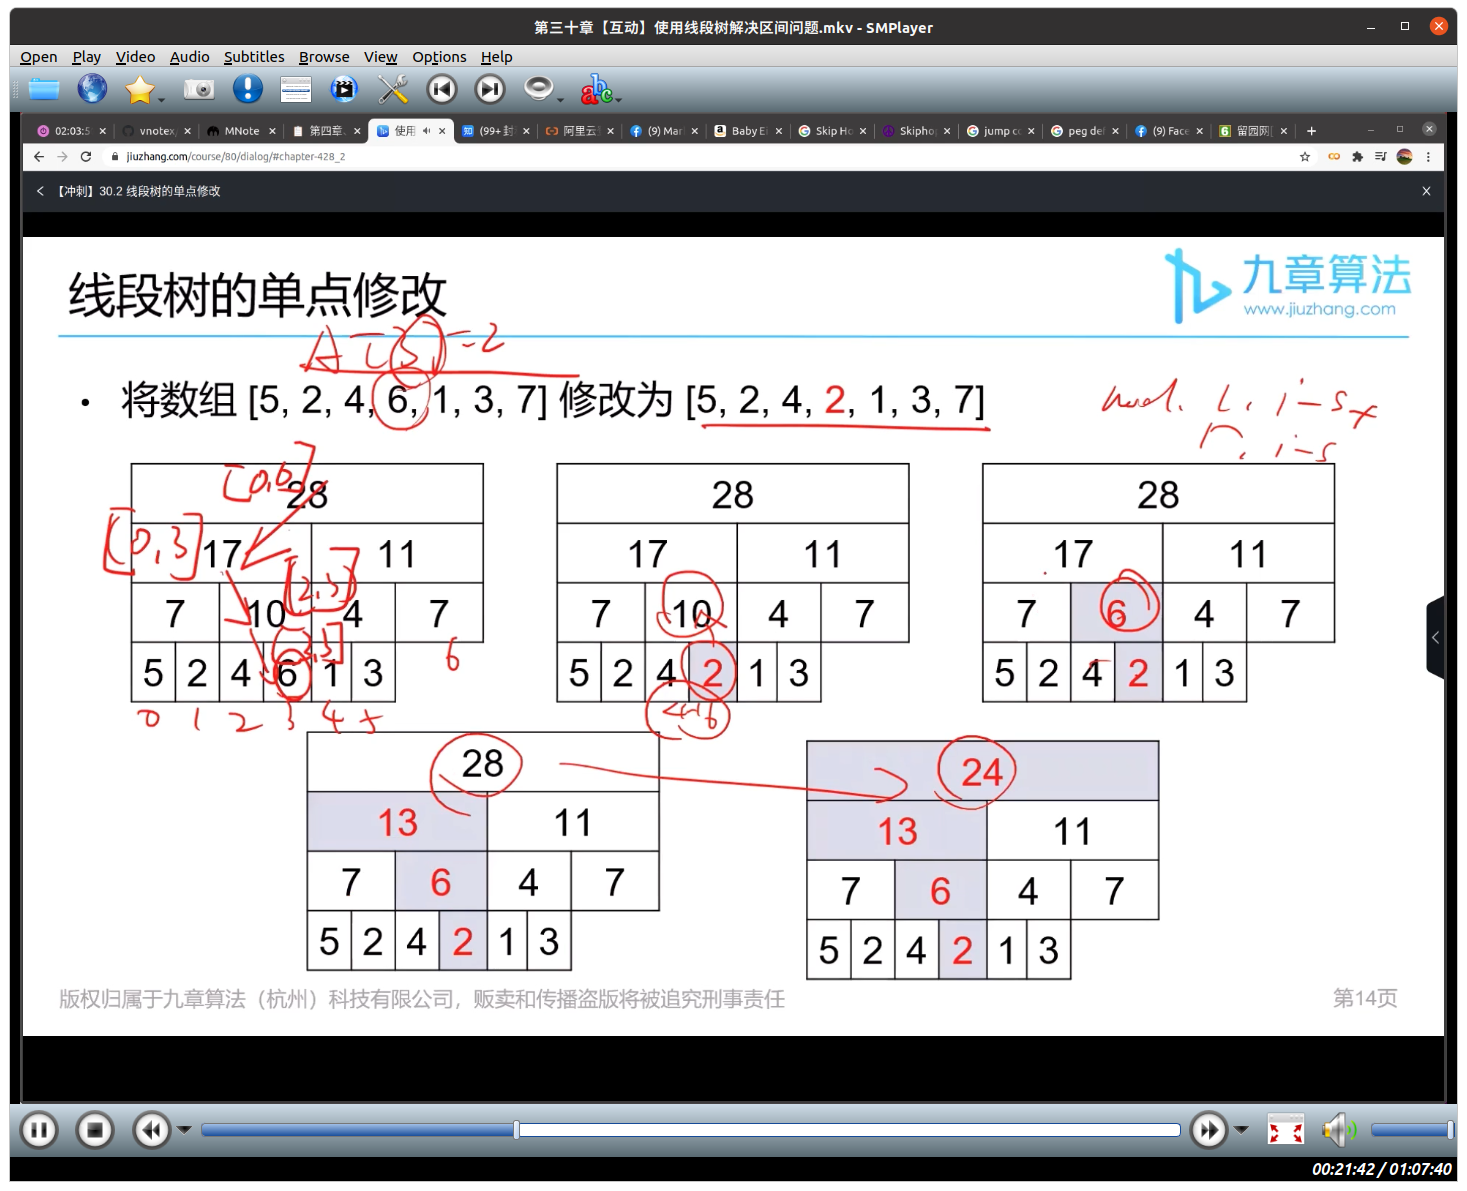 第三十章【互动】使用线段树解决区间问题.mkv - SMPlayer
Open Play Video Audio Subtitles Browse View Options Help
abc
02:03:5 vnotex, MNote 第四章、 使用 (99+ 封 阿里云 (9) Mar Baby Ei Skip Ho Skipho jump co peg del (9) Face 留园网
jiuzhang.com/course/80/dialog/#chapter-428_2
【冲刺】30.2 线段树的单点修改
线段树的单点修改
九章算法
www.jiuzhang.com
A[3]=2
• 将数组 [5, 2, 4, 6, 1, 3, 7] 修改为 [5, 2, 4, 2, 1, 3, 7]
[0,6]
28
[0,3] 17 11
[2,3]
7 10 4 7
5 2 4 6 1 3
6
0 1 2 3 4 5
28
17 11
7 10 4 7
5 2 4 2 1 3
28
17 11
7 6 4 7
5 2 4 2 1 3
28
13 11
7 6 4 7
5 2 4 2 1 3
24
13 11
7 6 4 7
5 2 4 2 1 3
版权归属于九章算法（杭州）科技有限公司，贩卖和传播盗版将被追究刑事责任
第14页
00:21:42 / 01:07:40